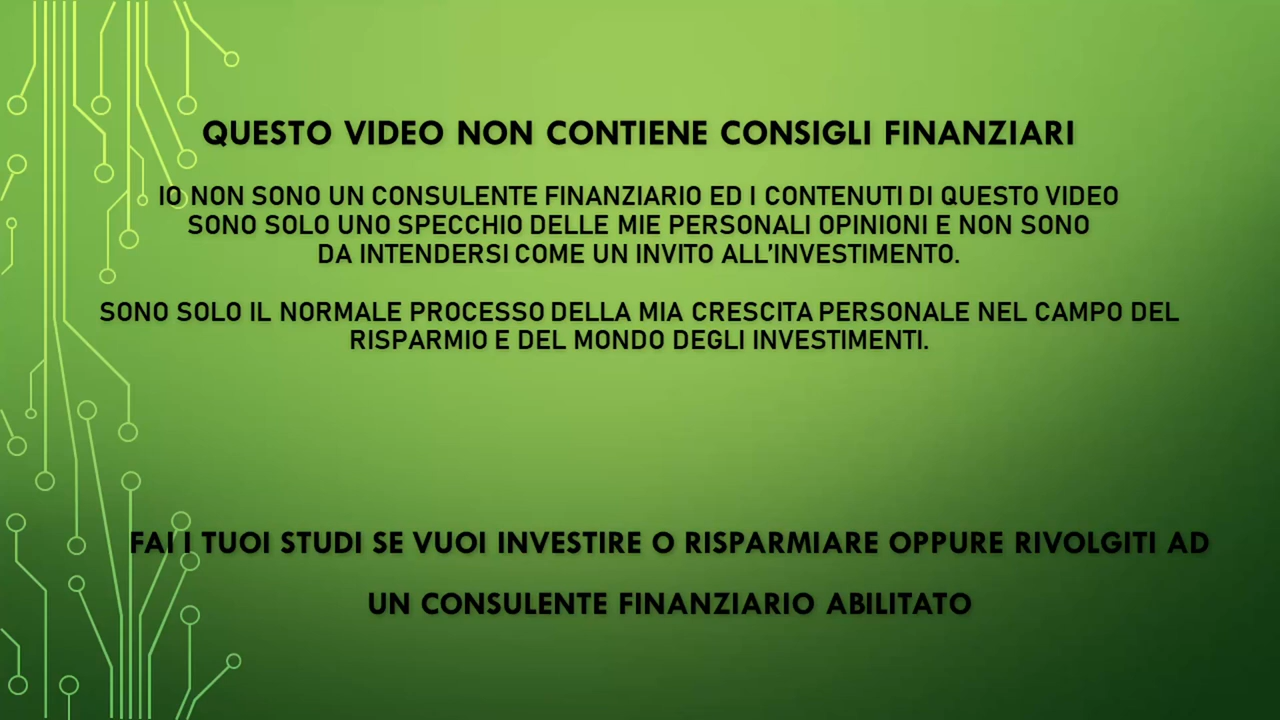 QUESTO VIDEO NON CONTIENE CONSIGLI FINANZIARI
IO NON SONO UN CONSULENTE FINANZIARIO ED I CONTENUTI DI QUESTO VIDEO
SONO SOLO UNO SPECCHIO DELLE MIE PERSONALI OPINIONI E NON SONO
DA INTENDERSI COME UN INVITO ALL'INVESTIMENTO.
SONO SOLO IL NORMALE PROCESSO DELLA MIA CRESCITA PERSONALE NEL CAMPO DEL
RISPARMIO E DEL MONDO DEGLI INVESTIMENTI.
FAI I TUOI STUDI SE VUOI INVESTIRE O RISPARMIARE OPPURE RIVOLGITI AD
UN CONSULENTE FINANZIARIO ABILITATO